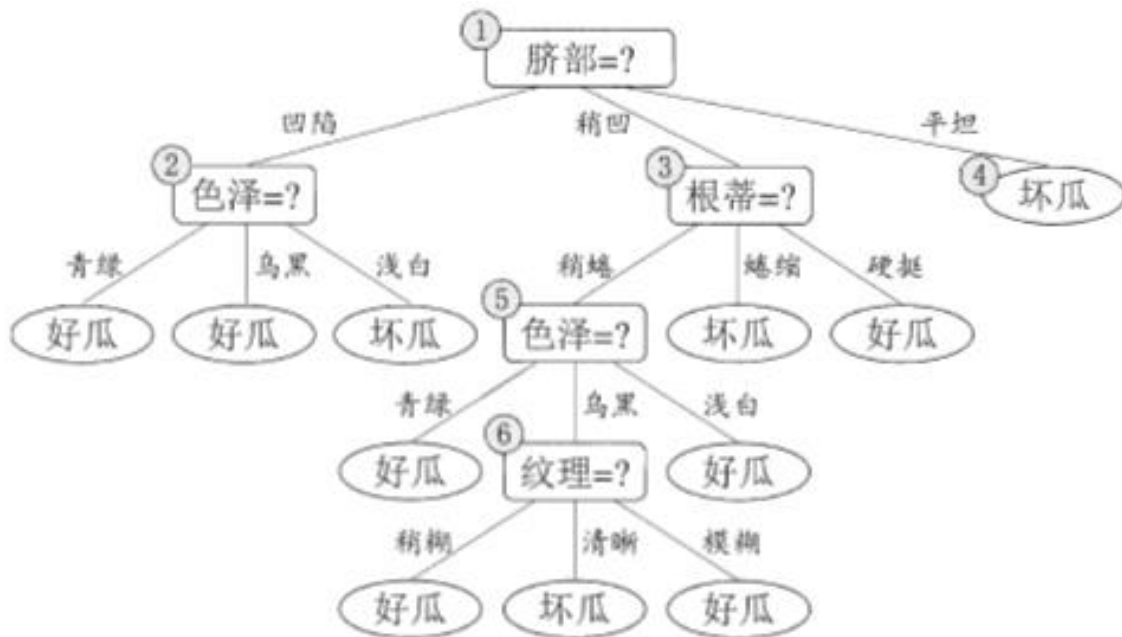 ① 脐部=?
凹陷 稍凹 平坦
② 色泽=? ③ 根蒂=? ④ 坏瓜
青绿 乌黑 浅白 稍蜷 蜷缩 硬挺
好瓜 好瓜 坏瓜 ⑤ 色泽=? 坏瓜 好瓜
青绿 乌黑 浅白
好瓜 ⑥ 纹理=? 好瓜
稍糊 清晰 模糊
好瓜 坏瓜 好瓜